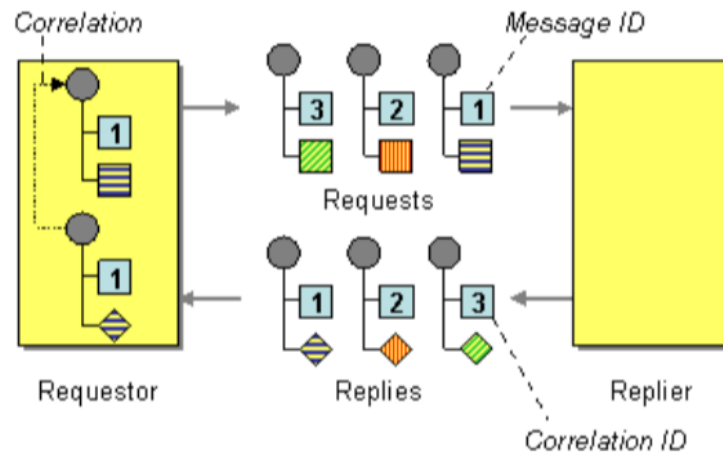 Correlation
Message ID
1
3 2 1
Requests
1
1 2 3
Requestor
Replies
Replier
Correlation ID